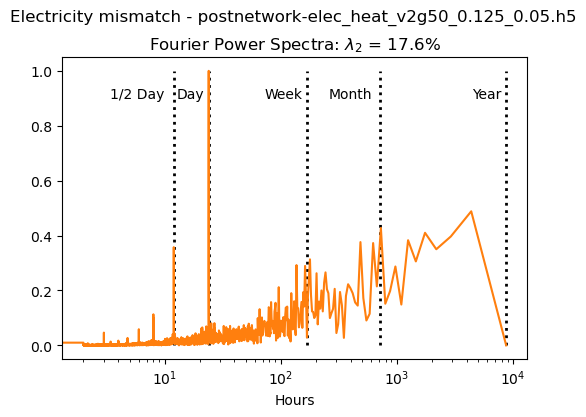 Electricity mismatch - postnetwork-elec_heat_v2g50_0.125_0.05.h5
Fourier Power Spectra: λ₂ = 17.6%
1.0
1/2 Day Day Week Month Year
0.8
0.6
0.4
0.2
0.0
10¹ 10² 10³ 10⁴
Hours